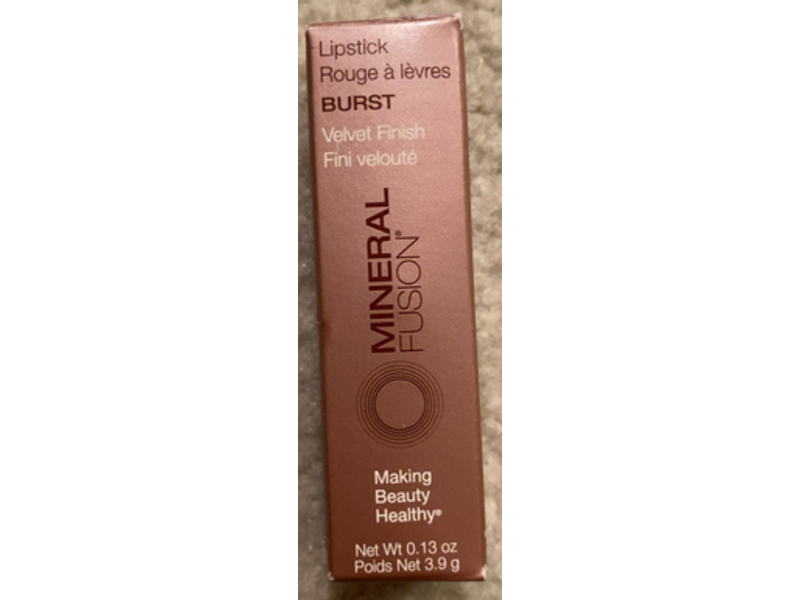 Lipstick
Rouge à lèvres
BURST
Velvet Finish
Fini velouté
MINERAL
FUSION®
Making
Beauty
Healthy®
Net Wt 0.13 oz
Poids Net 3.9 g